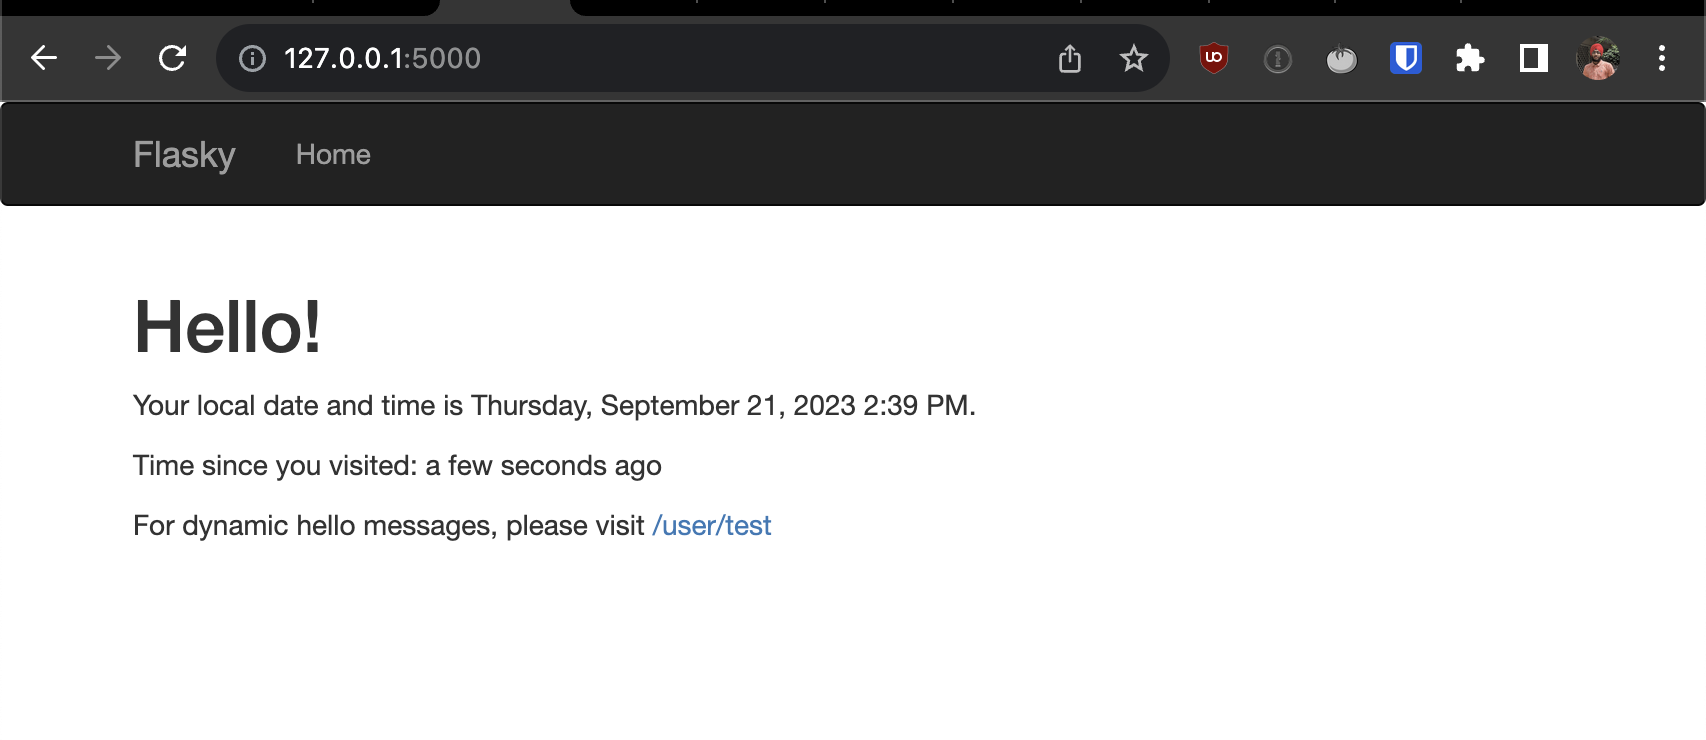 127.0.0.1:5000
Flasky Home
Hello!
Your local date and time is Thursday, September 21, 2023 2:39 PM.
Time since you visited: a few seconds ago
For dynamic hello messages, please visit /user/test